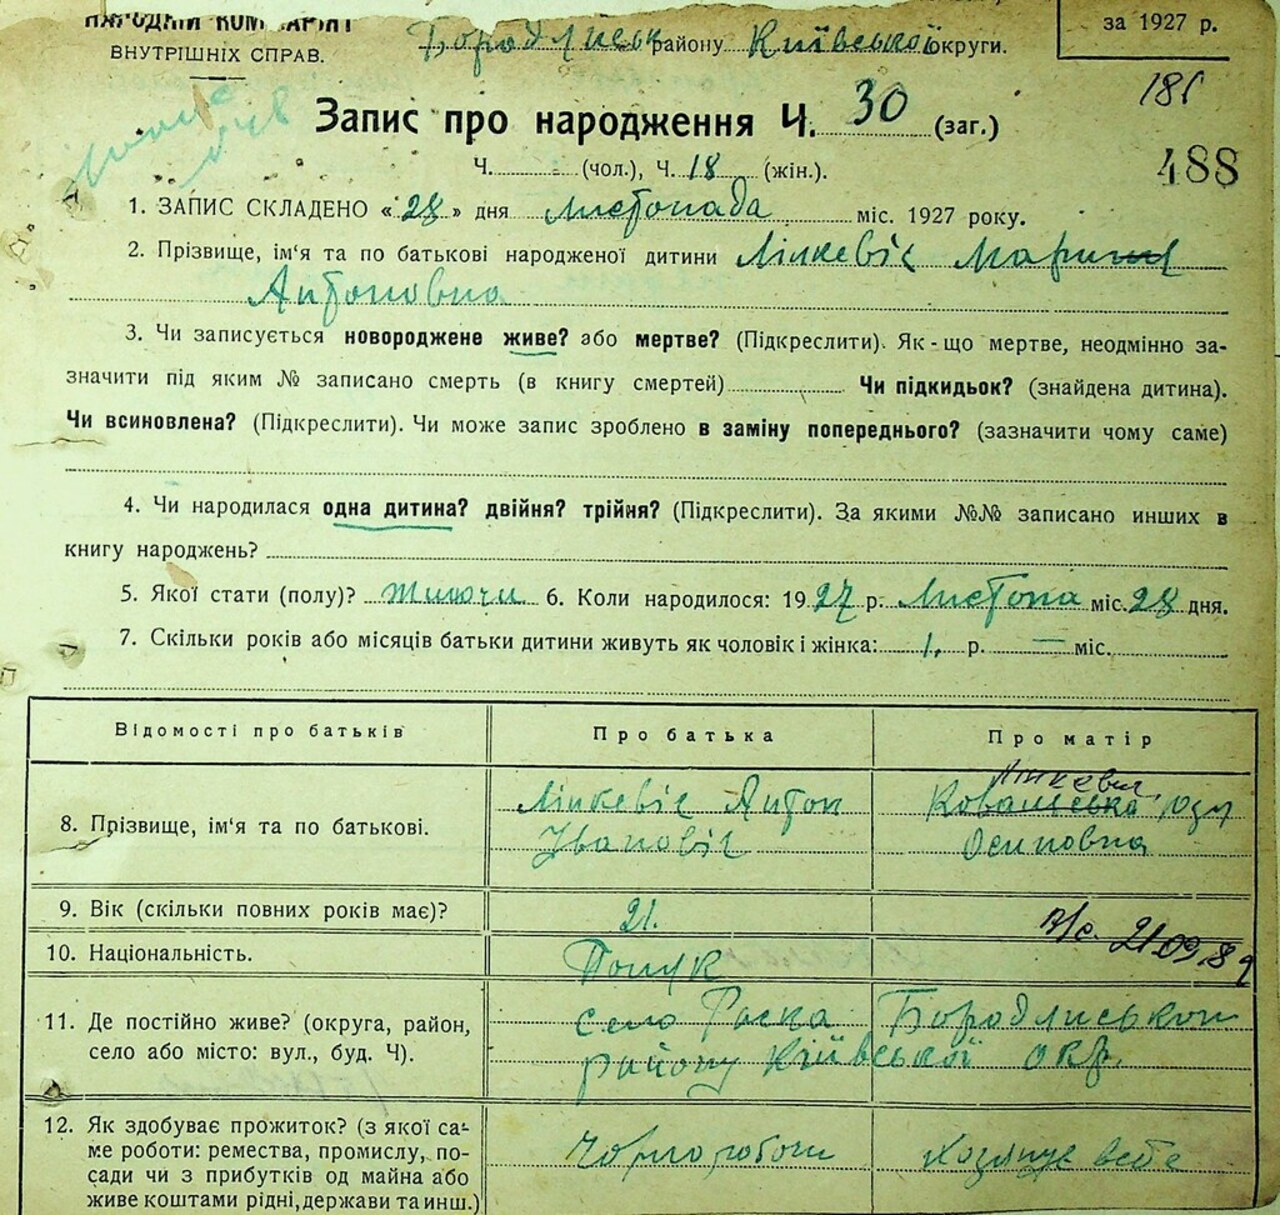 НАРОДНІЙ КОМІСАРІЯТ
ВНУТРІШНІХ СПРАВ.
за 1927 р.
району Київської округи.
181
Запис про народження Ч. 30 (заг.)
488
Ч. (чол.), Ч. 18 (жін.).
1. ЗАПИС СКЛАДЕНО «28» дня Листопада міс. 1927 року.
2. Прізвище, ім'я та по батькові народженої дитини Лінкевіч
Антоновна
3. Чи записується новороджене живе? або мертве? (Підкреслити). Як-що мертве, неодмінно за-
значити під яким № записано смерть (в книгу смертей) Чи підкидьок? (знайдена дитина).
Чи всиновлена? (Підкреслити). Чи може запис зроблено в заміну попереднього? (зазначити чому саме)
4. Чи народилася одна дитина? двійня? трійня? (Підкреслити). За якими №№ записано инших в
книгу народжень?
5. Якої стати (полу)? 6. Коли народилося: 1927 р. Листопа міс. 28 дня.
7. Скільки років або місяців батьки дитини живуть як чоловік і жінка: 1. р. — міс.
Відомості про батьків Про батька Про матір
8. Прізвище, ім'я та по батькові. Лінкевіч Антон Івановіч
Осиповна
9. Вік (скільки повних років має)? 21.
21.09.89
10. Національність. Поляк
11. Де постійно живе? (округа, район,
село або місто: вул., буд. Ч).
село Раска
району Київської окр.
12. Як здобуває прожиток? (з якої са-
ме роботи: ремества, промислу, по-
сади чи з прибутків од майна або
живе коштами рідні, держави та инш.)